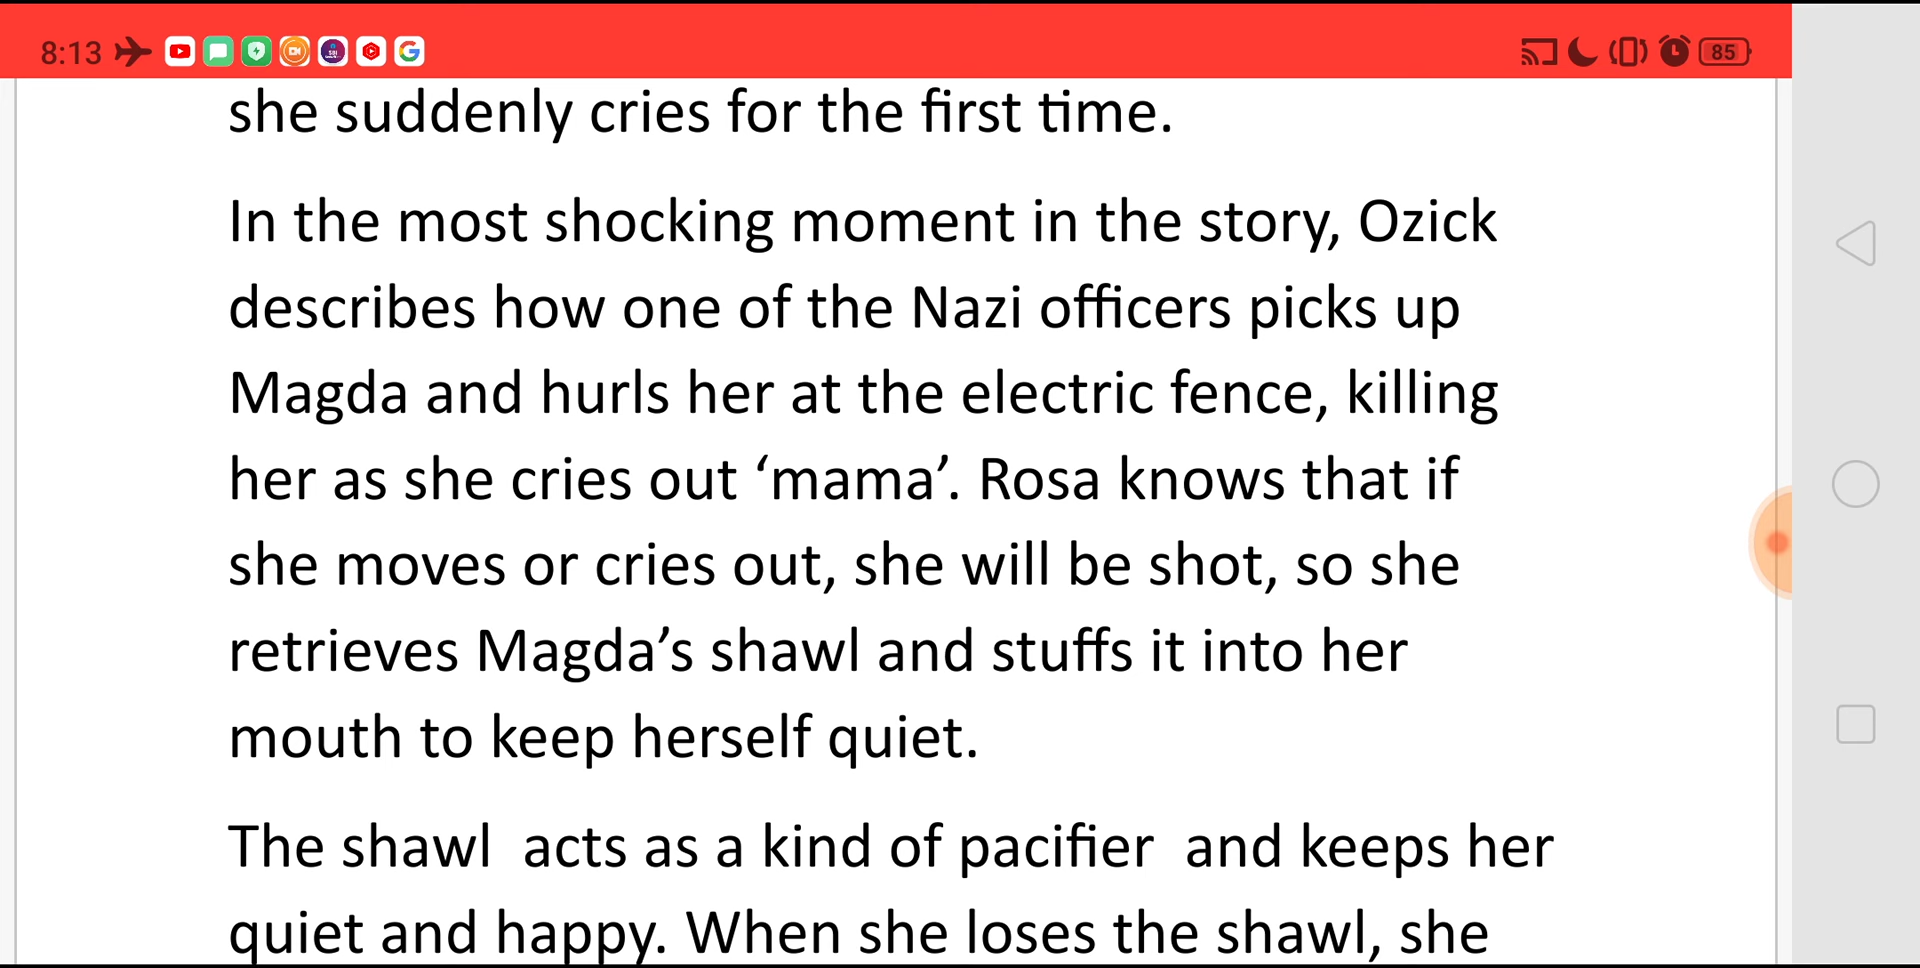 8:13
85
she suddenly cries for the first time.
In the most shocking moment in the story, Ozick
describes how one of the Nazi officers picks up
Magda and hurls her at the electric fence, killing
her as she cries out ‘mama’. Rosa knows that if
she moves or cries out, she will be shot, so she
retrieves Magda’s shawl and stuffs it into her
mouth to keep herself quiet.
The shawl  acts as a kind of pacifier  and keeps her
quiet and happy. When she loses the shawl, she